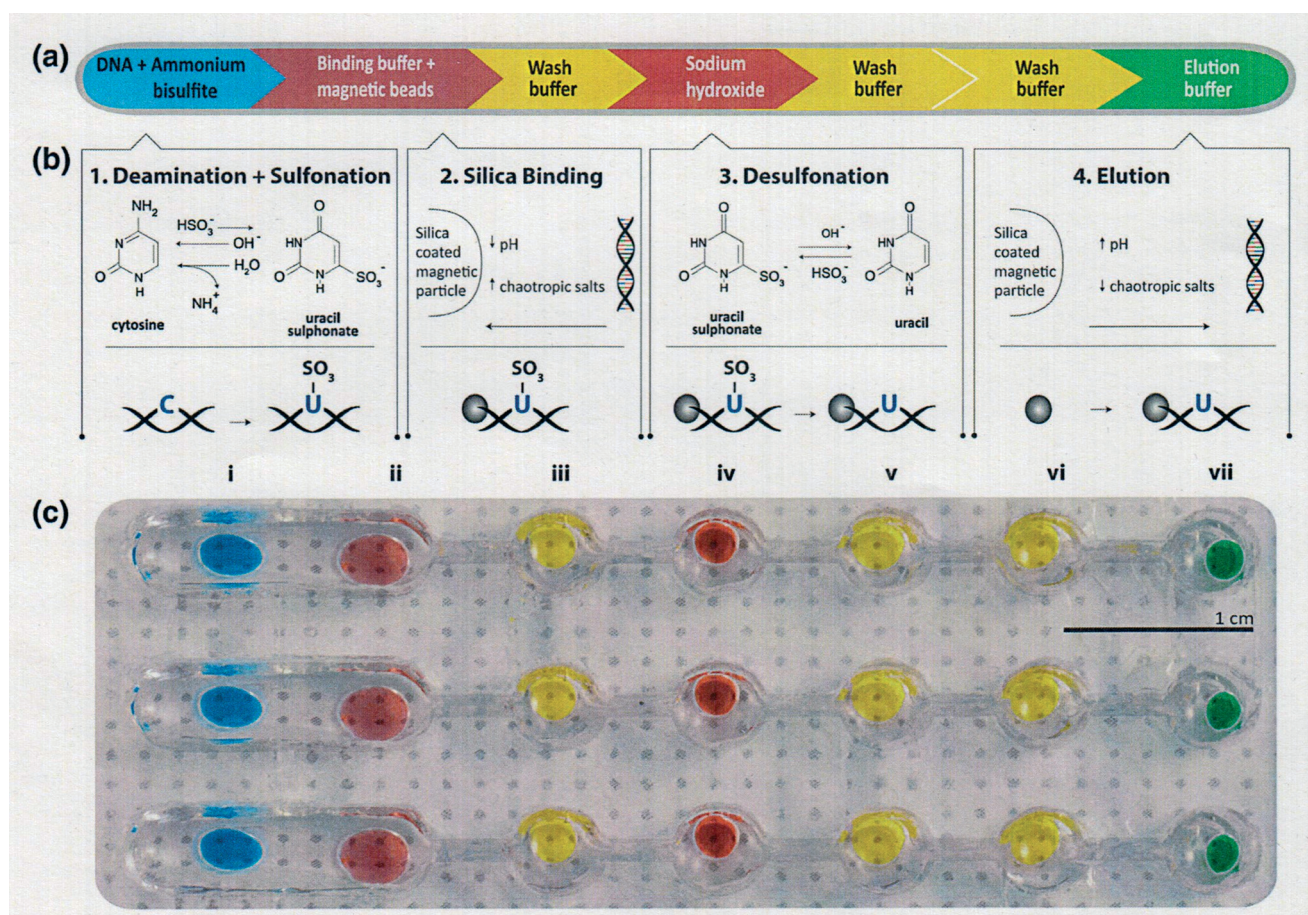 (a)
DNA + Ammonium
bisulfite
Binding buffer +
magnetic beads
Wash
buffer
Sodium
hydroxide
Wash
buffer
Wash
buffer
Elution
buffer
(b)
1. Deamination + Sulfonation
NH2
N
O
N
H
HSO3-
OH-
H2O
NH4+
O
HN
O
N
H
SO3-
cytosine
uracil
sulphonate
C
SO3
U
2. Silica Binding
Silica
coated
magnetic
particle
↓ pH
↑ chaotropic salts
SO3
U
3. Desulfonation
O
HN
O
N
H
SO3-
OH-
HSO3-
O
HN
O
N
H
uracil
sulphonate
uracil
SO3
U
U
4. Elution
Silica
coated
magnetic
particle
↑ pH
↓ chaotropic salts
U
i ii iii iv v vi vii
(c)
1 cm